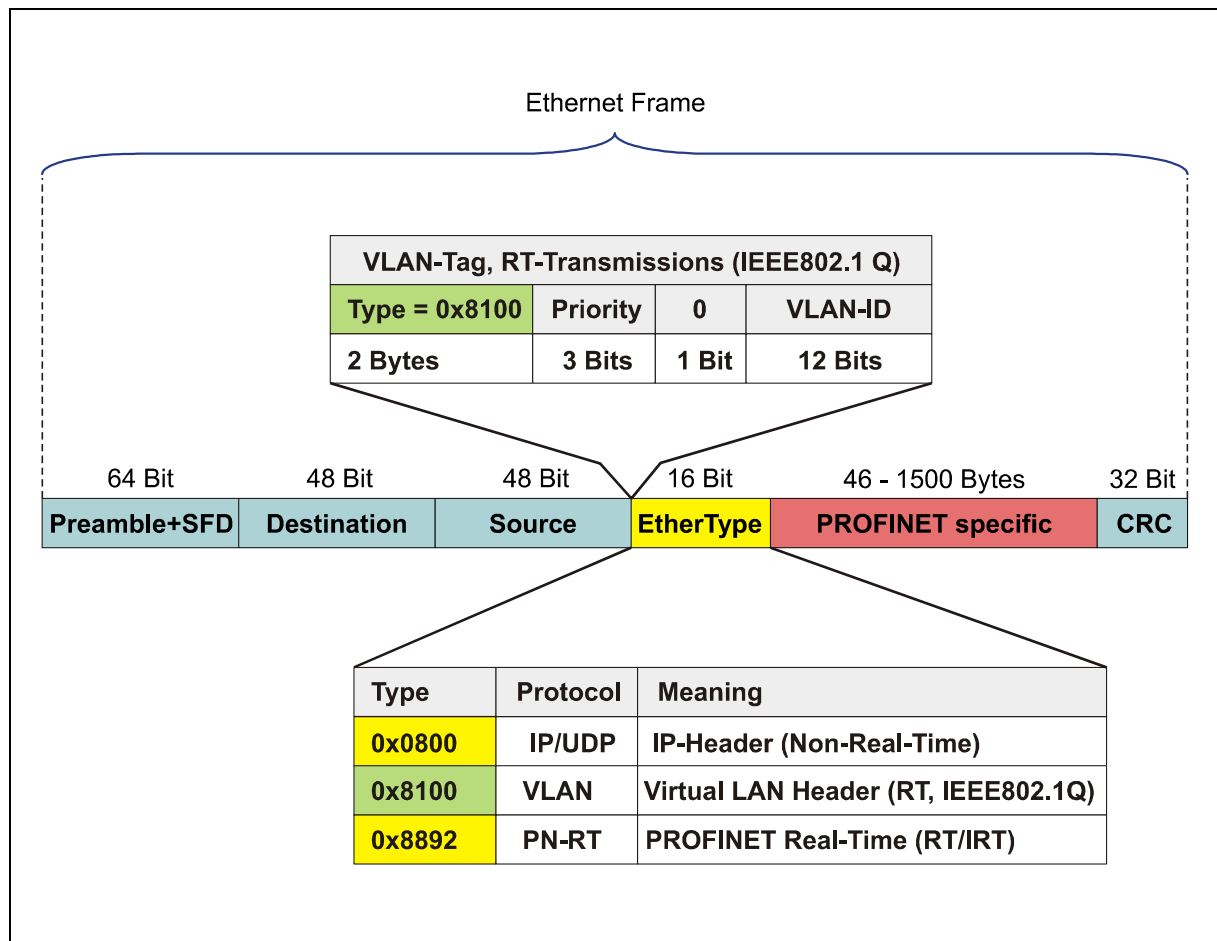 Ethernet Frame
VLAN-Tag, RT-Transmissions (IEEE802.1 Q)
Type = 0x8100 Priority 0 VLAN-ID
2 Bytes 3 Bits 1 Bit 12 Bits
64 Bit 48 Bit 48 Bit 16 Bit 46 - 1500 Bytes 32 Bit
Preamble+SFD Destination Source EtherType PROFINET specific CRC
Type Protocol Meaning
0x0800 IP/UDP IP-Header (Non-Real-Time)
0x8100 VLAN Virtual LAN Header (RT, IEEE802.1Q)
0x8892 PN-RT PROFINET Real-Time (RT/IRT)